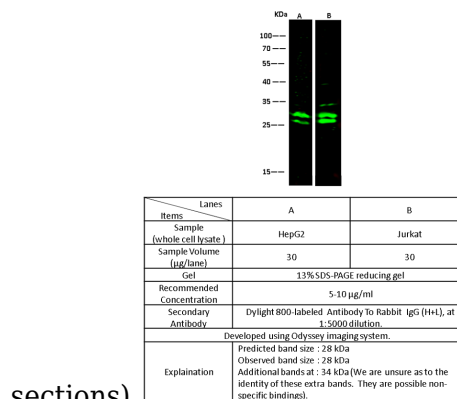 KDa A B
100
70
55
40
35
25
15
Lanes
Items
A
B
Sample
(whole cell lysate )
HepG2
Jurkat
Sample Volume
(μg/lane)
30
30
Gel
13%SDS-PAGE reducing gel
Recommended
Concentration
5-10 μg/ml
Secondary
Antibody
Dylight 800-labeled Antibody To Rabbit IgG (H+L), at
1:5000 dilution.
Developed using Odyssey imaging system.
Explaination
Predicted band size : 28 kDa
Observed band size : 28 kDa
Additional bands at : 34 kDa (We are unsure as to the
identity of these extra bands. They are possible non-
specific bindings).
sections)